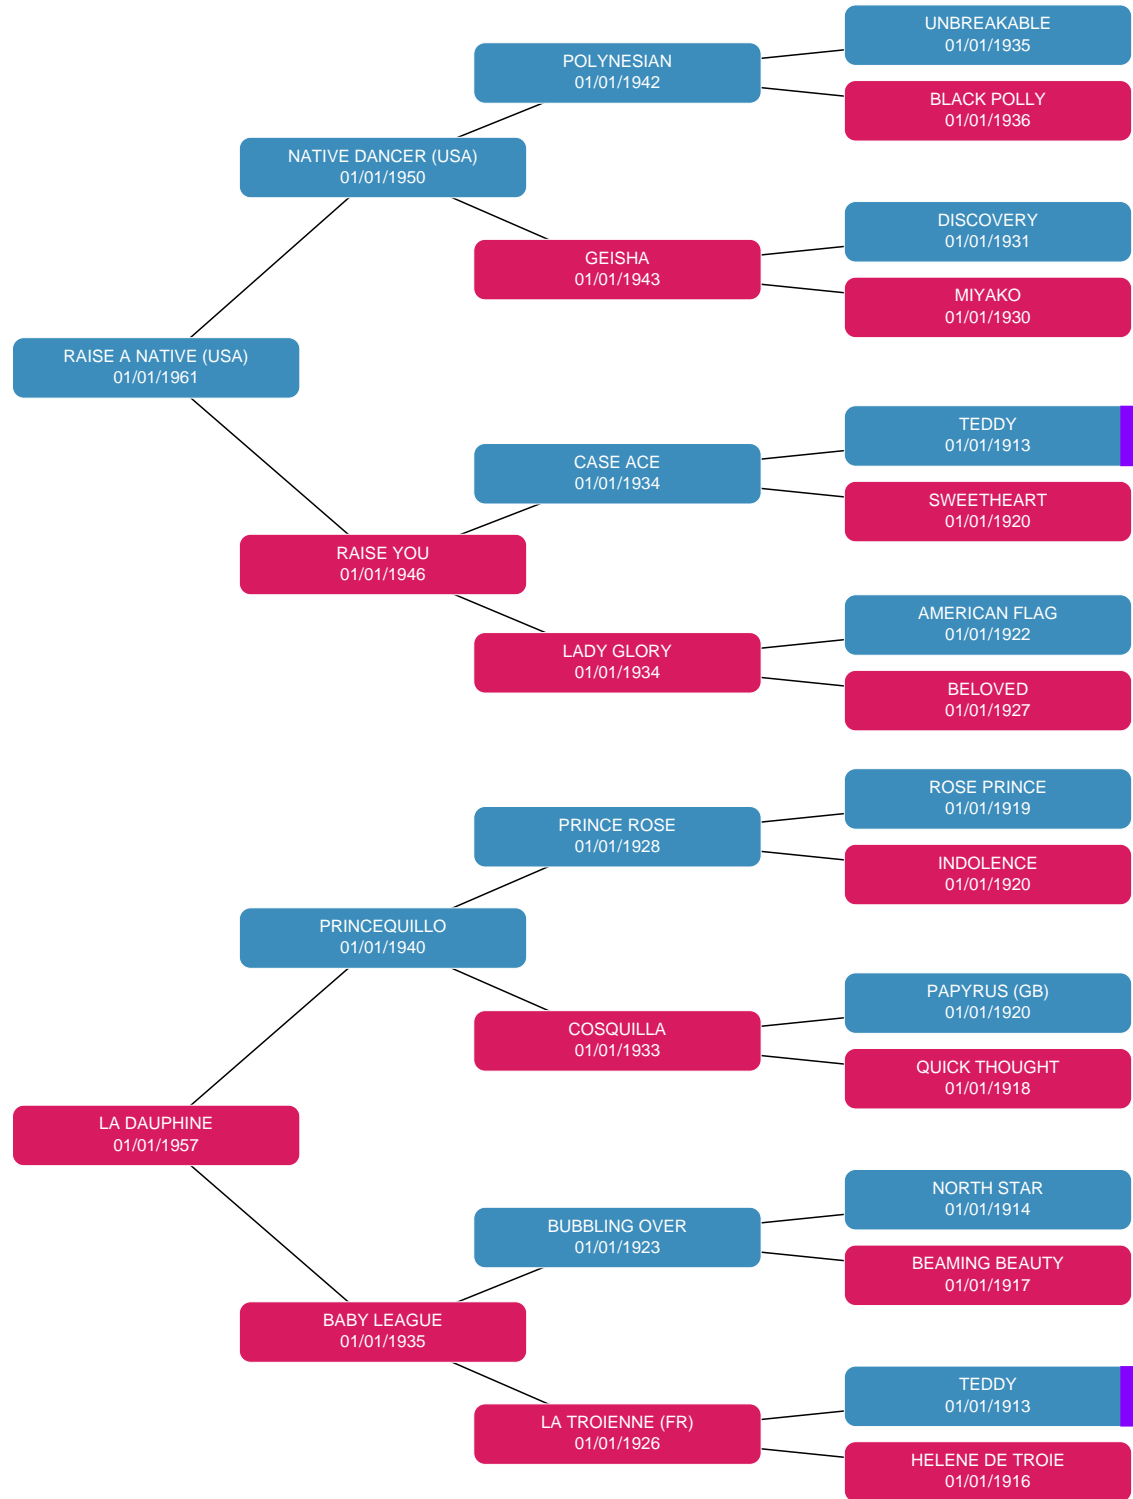 UNBREAKABLE
01/01/1935
POLYNESIAN
01/01/1942
BLACK POLLY
01/01/1936
NATIVE DANCER (USA)
01/01/1950
DISCOVERY
01/01/1931
GEISHA
01/01/1943
MIYAKO
01/01/1930
RAISE A NATIVE (USA)
01/01/1961
TEDDY
01/01/1913
CASE ACE
01/01/1934
SWEETHEART
01/01/1920
RAISE YOU
01/01/1946
AMERICAN FLAG
01/01/1922
LADY GLORY
01/01/1934
BELOVED
01/01/1927
ROSE PRINCE
01/01/1919
PRINCE ROSE
01/01/1928
INDOLENCE
01/01/1920
PRINCEQUILLO
01/01/1940
PAPYRUS (GB)
01/01/1920
COSQUILLA
01/01/1933
QUICK THOUGHT
01/01/1918
LA DAUPHINE
01/01/1957
NORTH STAR
01/01/1914
BUBBLING OVER
01/01/1923
BEAMING BEAUTY
01/01/1917
BABY LEAGUE
01/01/1935
TEDDY
01/01/1913
LA TROIENNE (FR)
01/01/1926
HELENE DE TROIE
01/01/1916